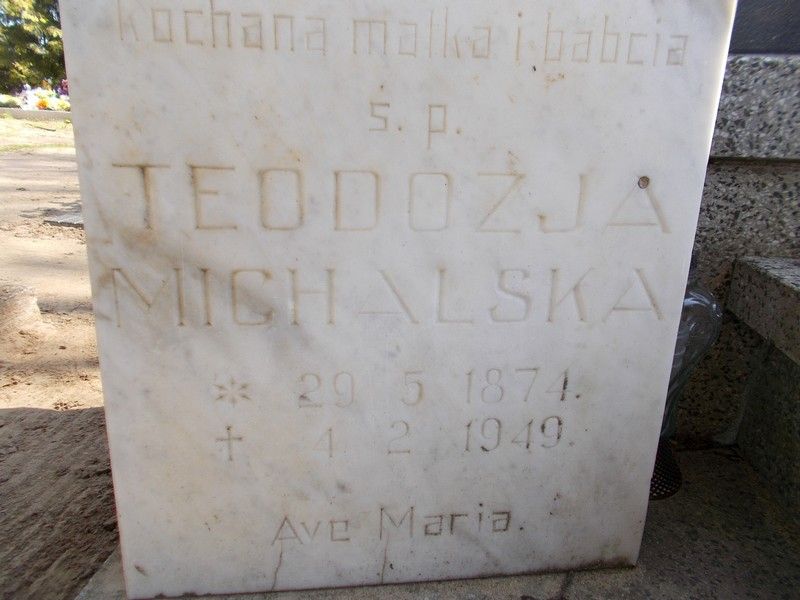 kochana matka i babcia
ś. p.
TEODOZJA
MICHALSKA
* 29 5 1874.
† 4 2 1949.
Ave Maria.